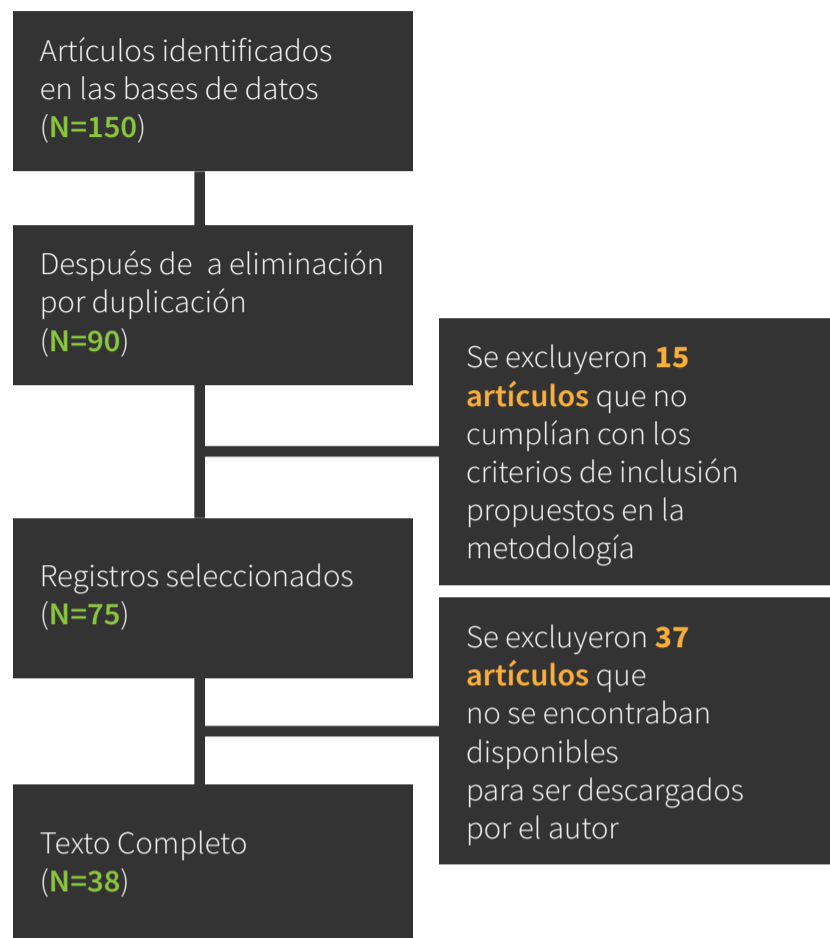 Artículos identificados
en las bases de datos
(N=150)
Después de  a eliminación
por duplicación
(N=90)
Se excluyeron 15
artículos que no
cumplían con los
criterios de inclusión
propuestos en la
metodología
Registros seleccionados
(N=75)
Se excluyeron 37
artículos que
no se encontraban
disponibles
para ser descargados
por el autor
Texto Completo
(N=38)